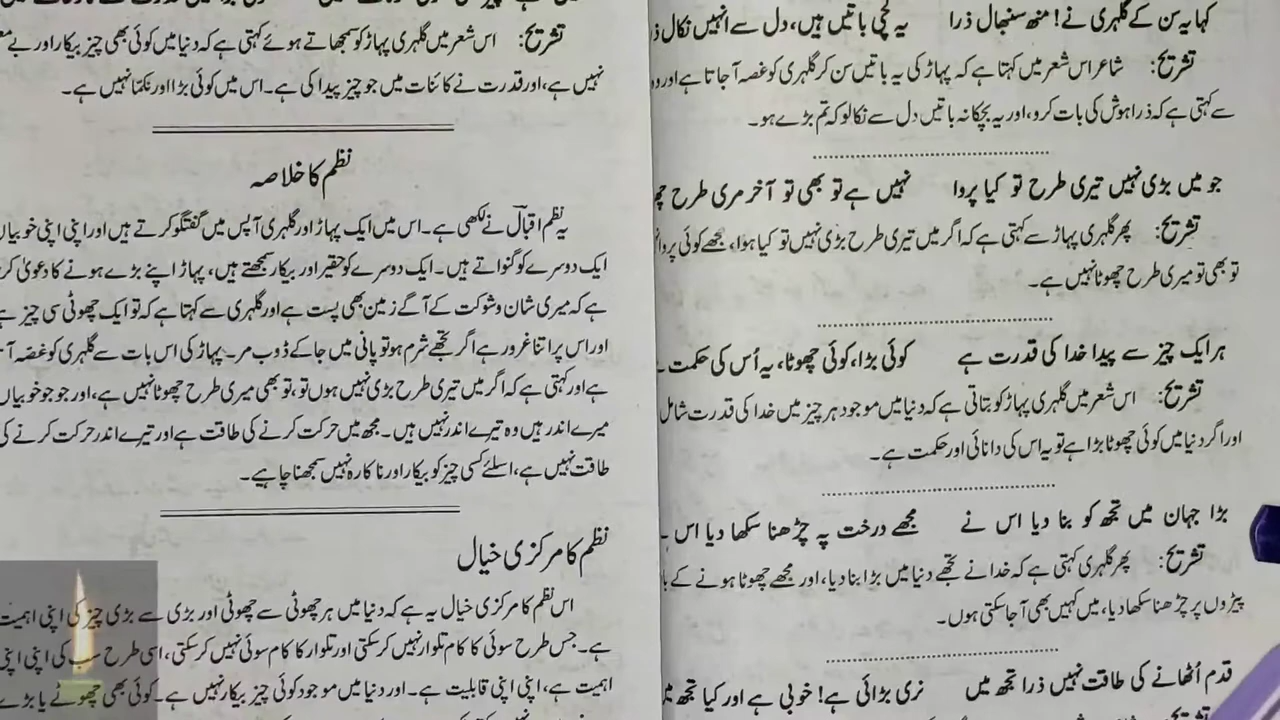 کہا یہ سن کے گلہری نے! منھ سنبھال ذرا یہ کچی باتیں ہیں، دل سے انہیں نکال
تشریح: شاعر اس شعر میں کہتا ہے کہ پہاڑ کی یہ باتیں سن کر گلہری کو غصہ آ جاتا ہے اور
سے کہتی ہے کہ ذرا ہوش کی بات کرو، اور یہ بچکانہ باتیں دل سے نکالو کہ تم بڑے ہو۔
جو میں بڑی نہیں تیری طرح تو کیا پروا نہیں ہے تو بھی تو آخر مری طرح
تشریح: پھر گلہری پہاڑ سے کہتی ہے کہ اگر میں تیری طرح بڑی نہیں تو کیا ہوا، مجھے کوئی
تو بھی تو میری طرح چھوٹا نہیں ہے۔
ہر ایک چیز سے پیدا خدا کی قدرت ہے کوئی بڑا، کوئی چھوٹا، یہ اُس کی حکمت
تشریح: اس شعر میں گلہری پہاڑ کو بتاتی ہے کہ دنیا میں موجود ہر چیز میں خدا کی قدرت شامل
اور اگر دنیا میں کوئی چھوٹا بڑا ہے تو یہ اس کی دانائی اور حکمت ہے۔
بڑا جہان میں تجھ کو بنا دیا اس نے مجھے درخت پہ چڑھنا سکھا دیا اس
تشریح: پھر گلہری کہتی ہے کہ خدا نے تجھے دنیا میں بڑا بنا دیا، اور مجھے چھوٹا ہونے کے
پیڑوں پر چڑھنا سکھا دیا، میں کہیں بھی آ جا سکتی ہوں۔
قدم اُٹھانے کی طاقت نہیں ذرا تجھ میں نری بڑائی ہے! خوبی ہے اور کیا تجھ
تشریح: اس شعر میں گلہری پہاڑ کو سمجھاتے ہوئے کہتی ہے کہ دنیا میں کوئی بھی چیز بیکار اور بے
نہیں ہے، اور قدرت نے کائنات میں جو چیز پیدا کی ہے۔ اس میں کوئی بڑا اور نکتا نہیں ہے۔
نظم کا خلاصہ
یہ نظم اقبالؔ نے لکھی ہے۔ اس میں ایک پہاڑ اور گلہری آپس میں گفتگو کرتے ہیں اور اپنی اپنی خوبیاں
ایک دوسرے کو گنواتے ہیں۔ ایک دوسرے کو حقیر اور بیکار سمجھتے ہیں، پہاڑ اپنے بڑے ہونے کا دعویٰ
ہے کہ میری شان و شوکت کے آگے زمین بھی پست ہے اور گلہری سے کہتا ہے کہ تو ایک چھوٹی سی چیز ہے
اور اس پر اتنا غرور ہے اگر تجھے شرم ہو تو پانی میں جا کے ڈوب مر۔ پہاڑ کی اس بات سے گلہری کو غصہ
ہے اور کہتی ہے کہ اگر میں تیری طرح بڑی نہیں ہوں تو، تو بھی میری طرح چھوٹا نہیں ہے، اور جو جو خوبیاں
میرے اندر ہیں وہ تیرے اندر نہیں ہیں۔ مجھ میں حرکت کرنے کی طاقت ہے اور تیرے اندر حرکت کرنے کی
طاقت نہیں ہے، اسلئے کسی چیز کو بیکار اور ناکارہ نہیں سمجھنا چاہیے۔
نظم کا مرکزی خیال
اس نظم کا مرکزی خیال یہ ہے کہ دنیا میں ہر چھوٹی سے چھوٹی اور بڑی سے بڑی چیز کی اپنی اہمیت
ہے۔ جس طرح سوئی کا کام تلوار نہیں کر سکتی اور تلوار کا کام سوئی نہیں کر سکتی، اسی طرح سب کی اپنی اپنی
اہمیت ہے، اپنی اپنی قابلیت ہے۔ اور دنیا میں موجود کوئی چیز بیکار نہیں ہے۔ کوئی بھی چھوٹے یا بڑے